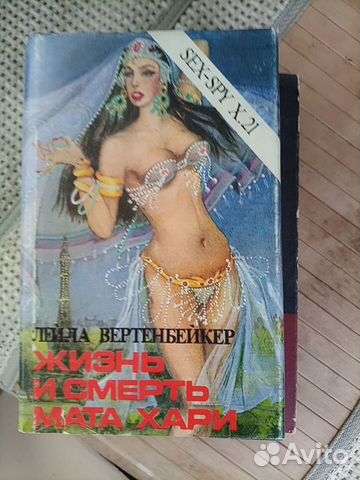 SEX-SPY X.21
ЛЕЙЛА ВЕРТЕНБЕЙКЕР
ЖИЗНЬ
И СМЕРТЬ
МАТА ХАРИ
Avito